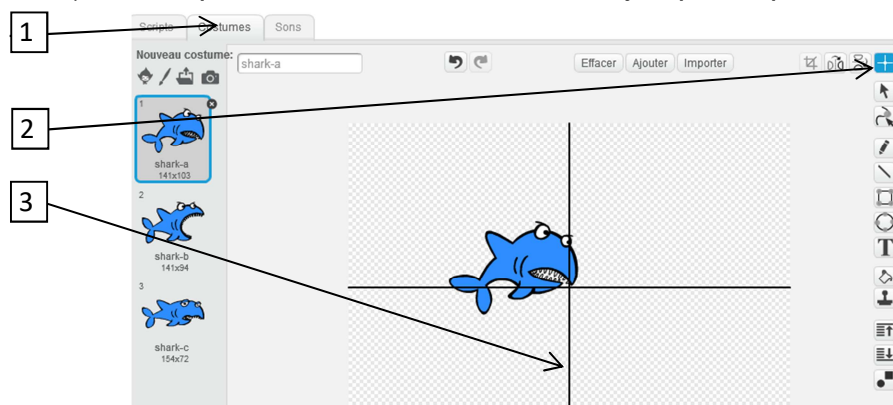 1
Scripts Costumes Sons
Nouveau costume:
shark-a
Effacer Ajouter Importer
2
1
shark-a
141x103
3
2
shark-b
141x94
3
shark-c
154x72
T